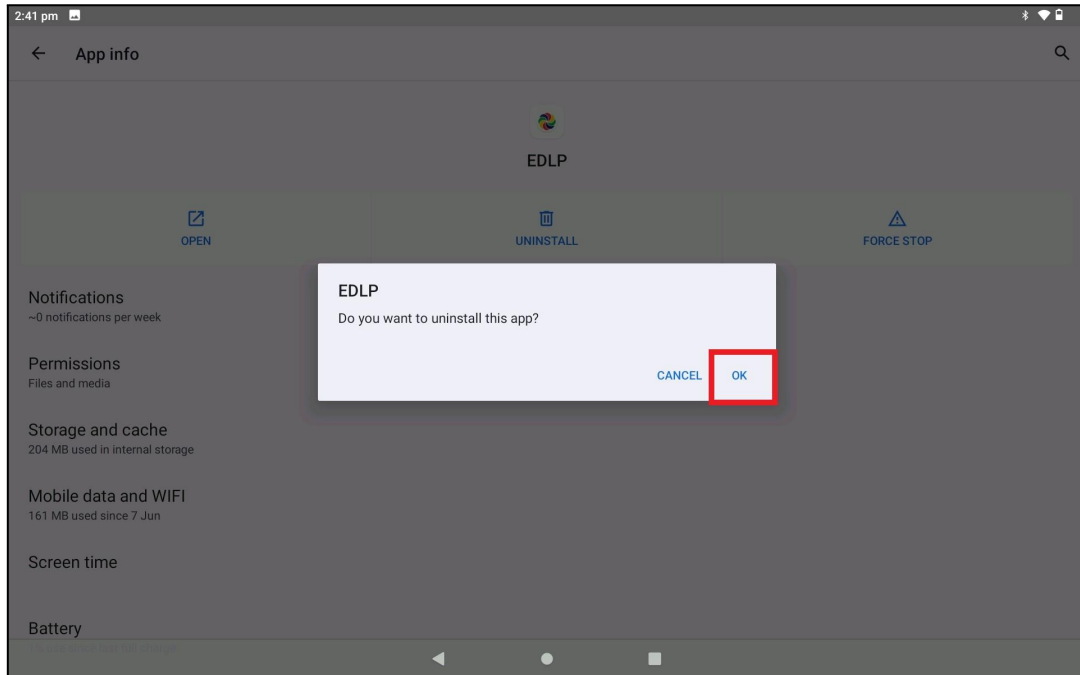 2:41 pm
App info
EDLP
OPEN
UNINSTALL
FORCE STOP
EDLP
Do you want to uninstall this app?
CANCEL
OK
Notifications
~0 notifications per week
Permissions
Files and media
Storage and cache
204 MB used in internal storage
Mobile data and WIFI
161 MB used since 7 Jun
Screen time
Battery